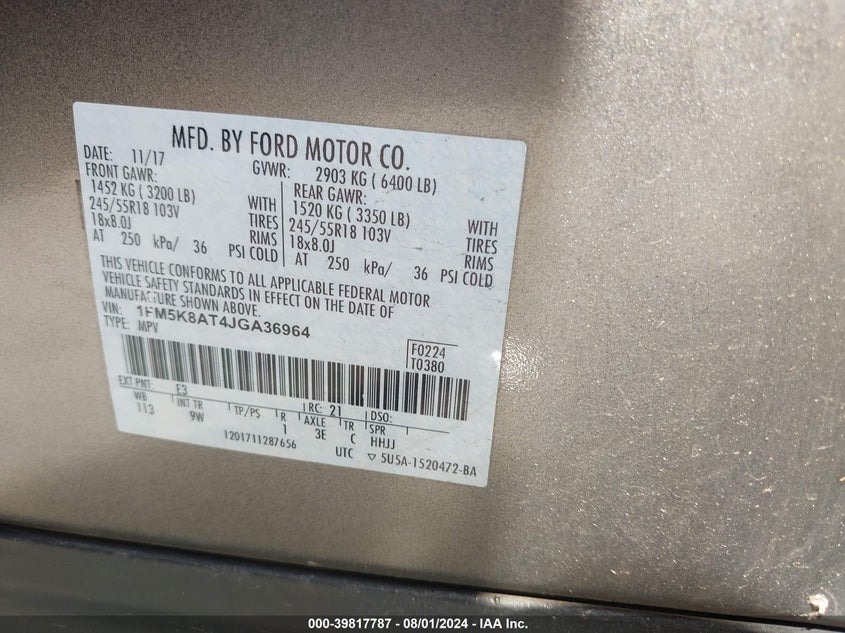 MFD. BY FORD MOTOR CO.
DATE: 11/17 GVWR: 2903 KG ( 6400 LB)
FRONT GAWR: REAR GAWR:
1452 KG ( 3200 LB) WITH 1520 KG ( 3350 LB) WITH
245/55R18 103V TIRES 245/55R18 103V TIRES
18x8.0J RIMS 18x8.0J RIMS
AT 250 kPa/ 36 PSI COLD AT 250 kPa/ 36 PSI COLD
THIS VEHICLE CONFORMS TO ALL APPLICABLE FEDERAL MOTOR
VEHICLE SAFETY STANDARDS IN EFFECT ON THE DATE OF
MANUFACTURE SHOWN ABOVE.
VIN: 1FM5K8AT4JGA36964
TYPE: MPV
F0224
T0380
EXT PNT: E3 RC: 21 DSO:
WB INT TR TP/PS R AXLE TR SPR
113 9W 1 3E C HHJJ
1201711287656 UTC ▽ 5U5A-1520472-BA
000-39817787 - 08/01/2024 - IAA Inc.